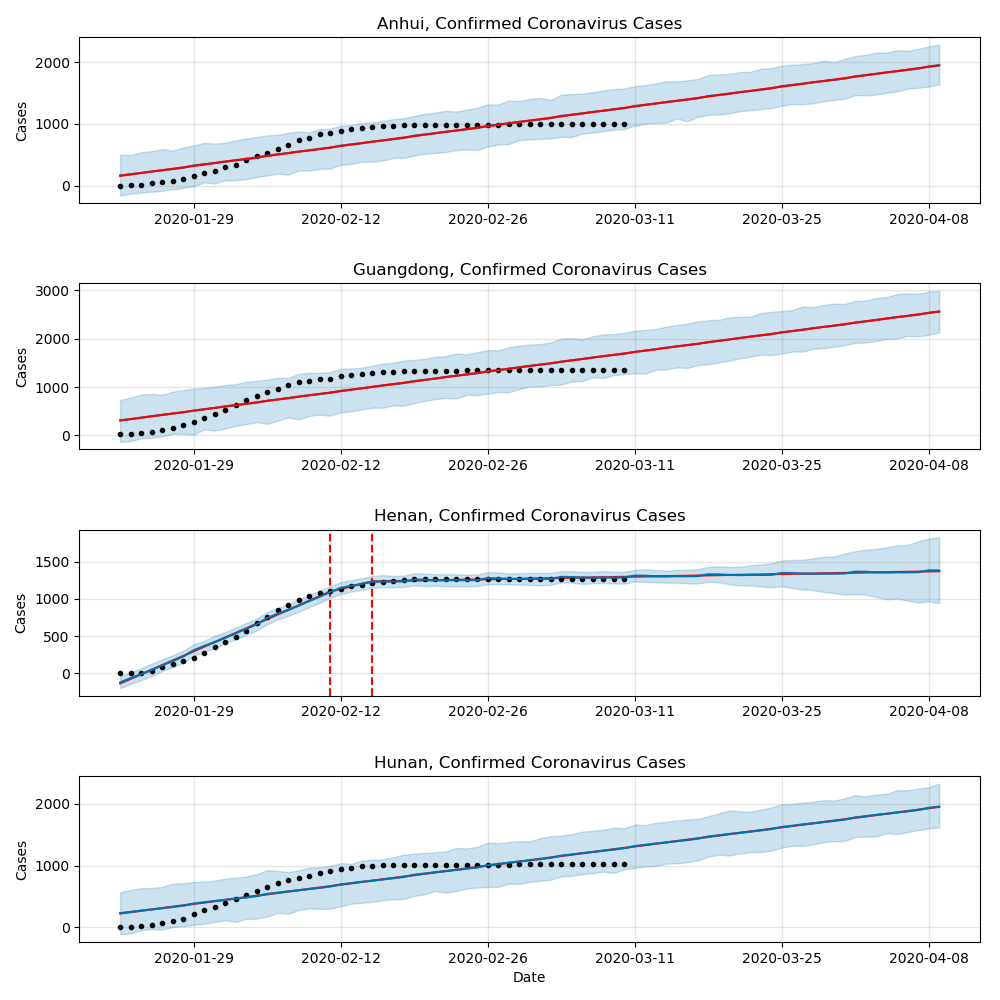 Anhui, Confirmed Coronavirus Cases
Cases
2000
1000
0
2020-01-29 2020-02-12 2020-02-26 2020-03-11 2020-03-25 2020-04-08
Guangdong, Confirmed Coronavirus Cases
Cases
3000
2000
1000
0
2020-01-29 2020-02-12 2020-02-26 2020-03-11 2020-03-25 2020-04-08
Henan, Confirmed Coronavirus Cases
Cases
1500
1000
500
0
2020-01-29 2020-02-12 2020-02-26 2020-03-11 2020-03-25 2020-04-08
Hunan, Confirmed Coronavirus Cases
Cases
2000
1000
0
2020-01-29 2020-02-12 2020-02-26 2020-03-11 2020-03-25 2020-04-08
Date